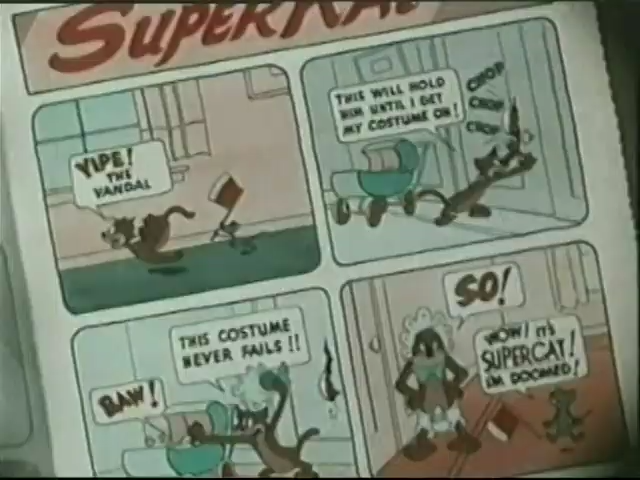 SUPERKAT
YIPE!
THE
VANDAL
THIS WILL HOLD
HIM UNTIL I GET
MY COSTUME ON!
CHOP
CHOP
CHOP
THIS COSTUME
NEVER FAILS!!
BAW!
SO!
WOW! IT'S
SUPERCAT!
I'M DOOMED!